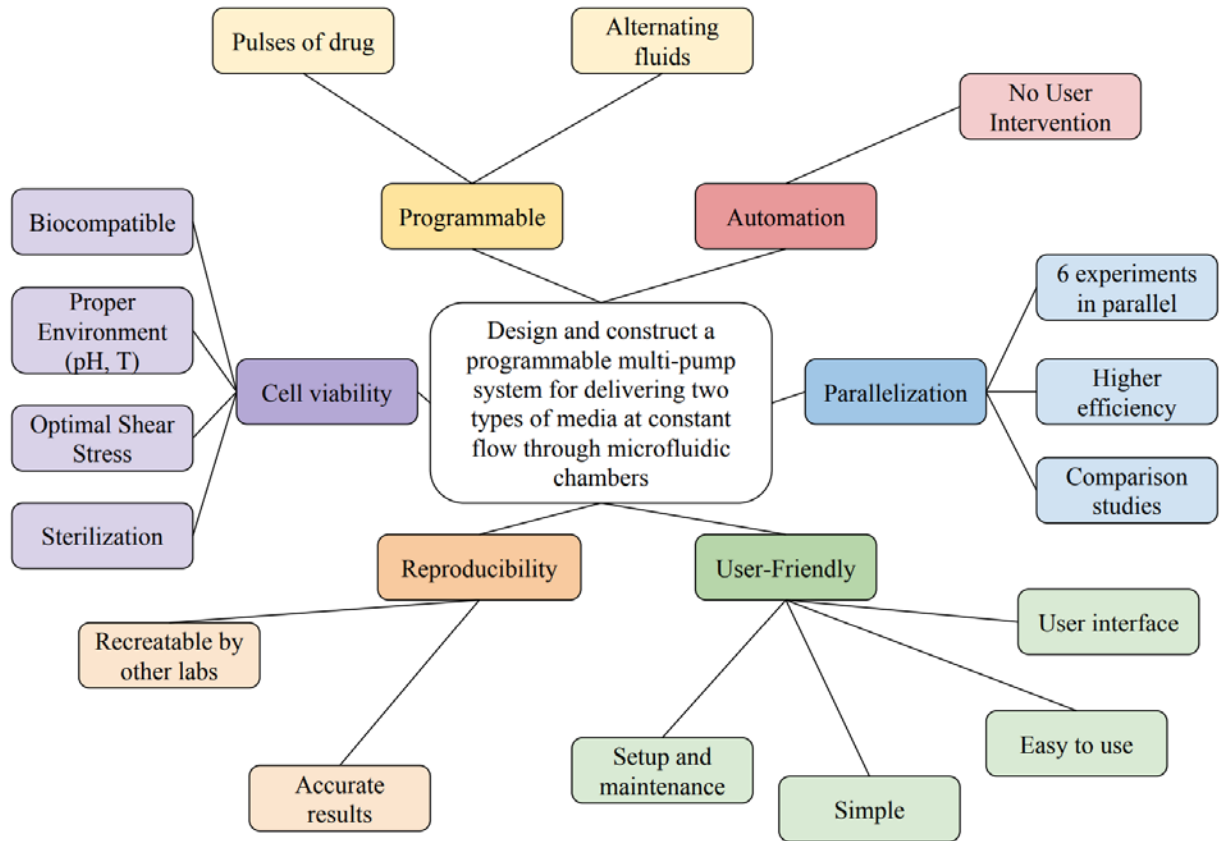 Pulses of drug
Alternating
fluids
No User
Intervention
Programmable
Automation
Biocompatible
Proper
Environment
(pH, T)
Optimal Shear
Stress
Sterilization
Cell viability
Design and construct a
programmable multi-pump
system for delivering two
types of media at constant
flow through microfluidic
chambers
Parallelization
6 experiments
in parallel
Higher
efficiency
Comparison
studies
Reproducibility
User-Friendly
Recreatable by
other labs
Accurate
results
Setup and
maintenance
Simple
Easy to use
User interface